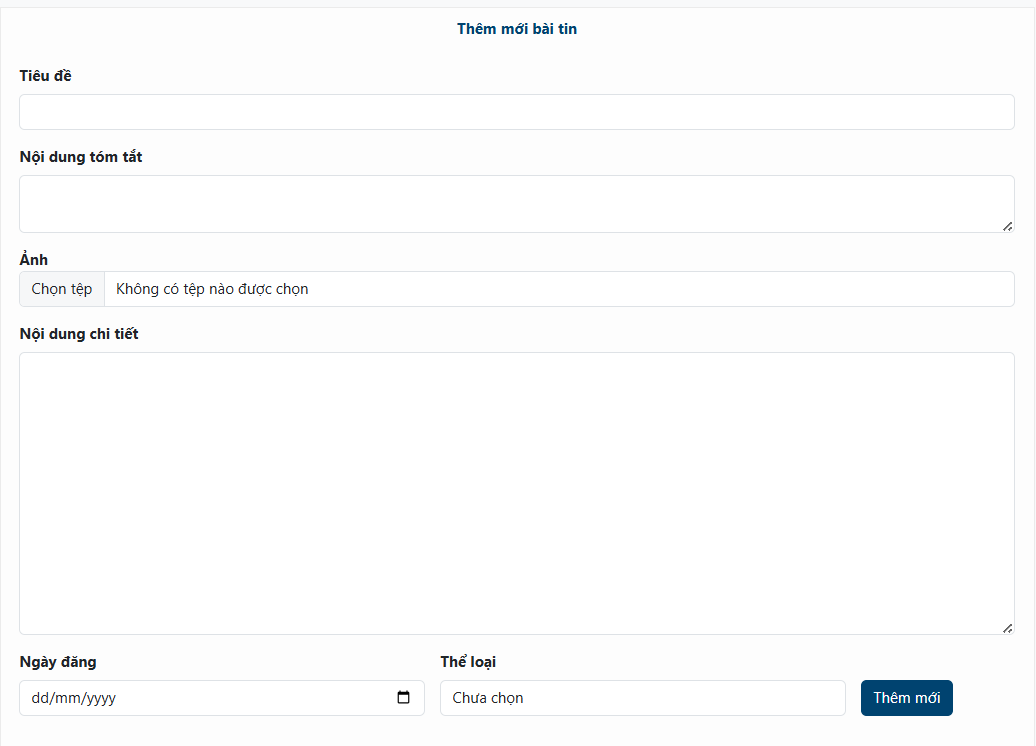 Thêm mới bài tin
Tiêu đề
Nội dung tóm tắt
Ảnh
Chọn tệp Không có tệp nào được chọn
Nội dung chi tiết
Ngày đăng Thể loại
dd/mm/yyyy Chưa chọn Thêm mới